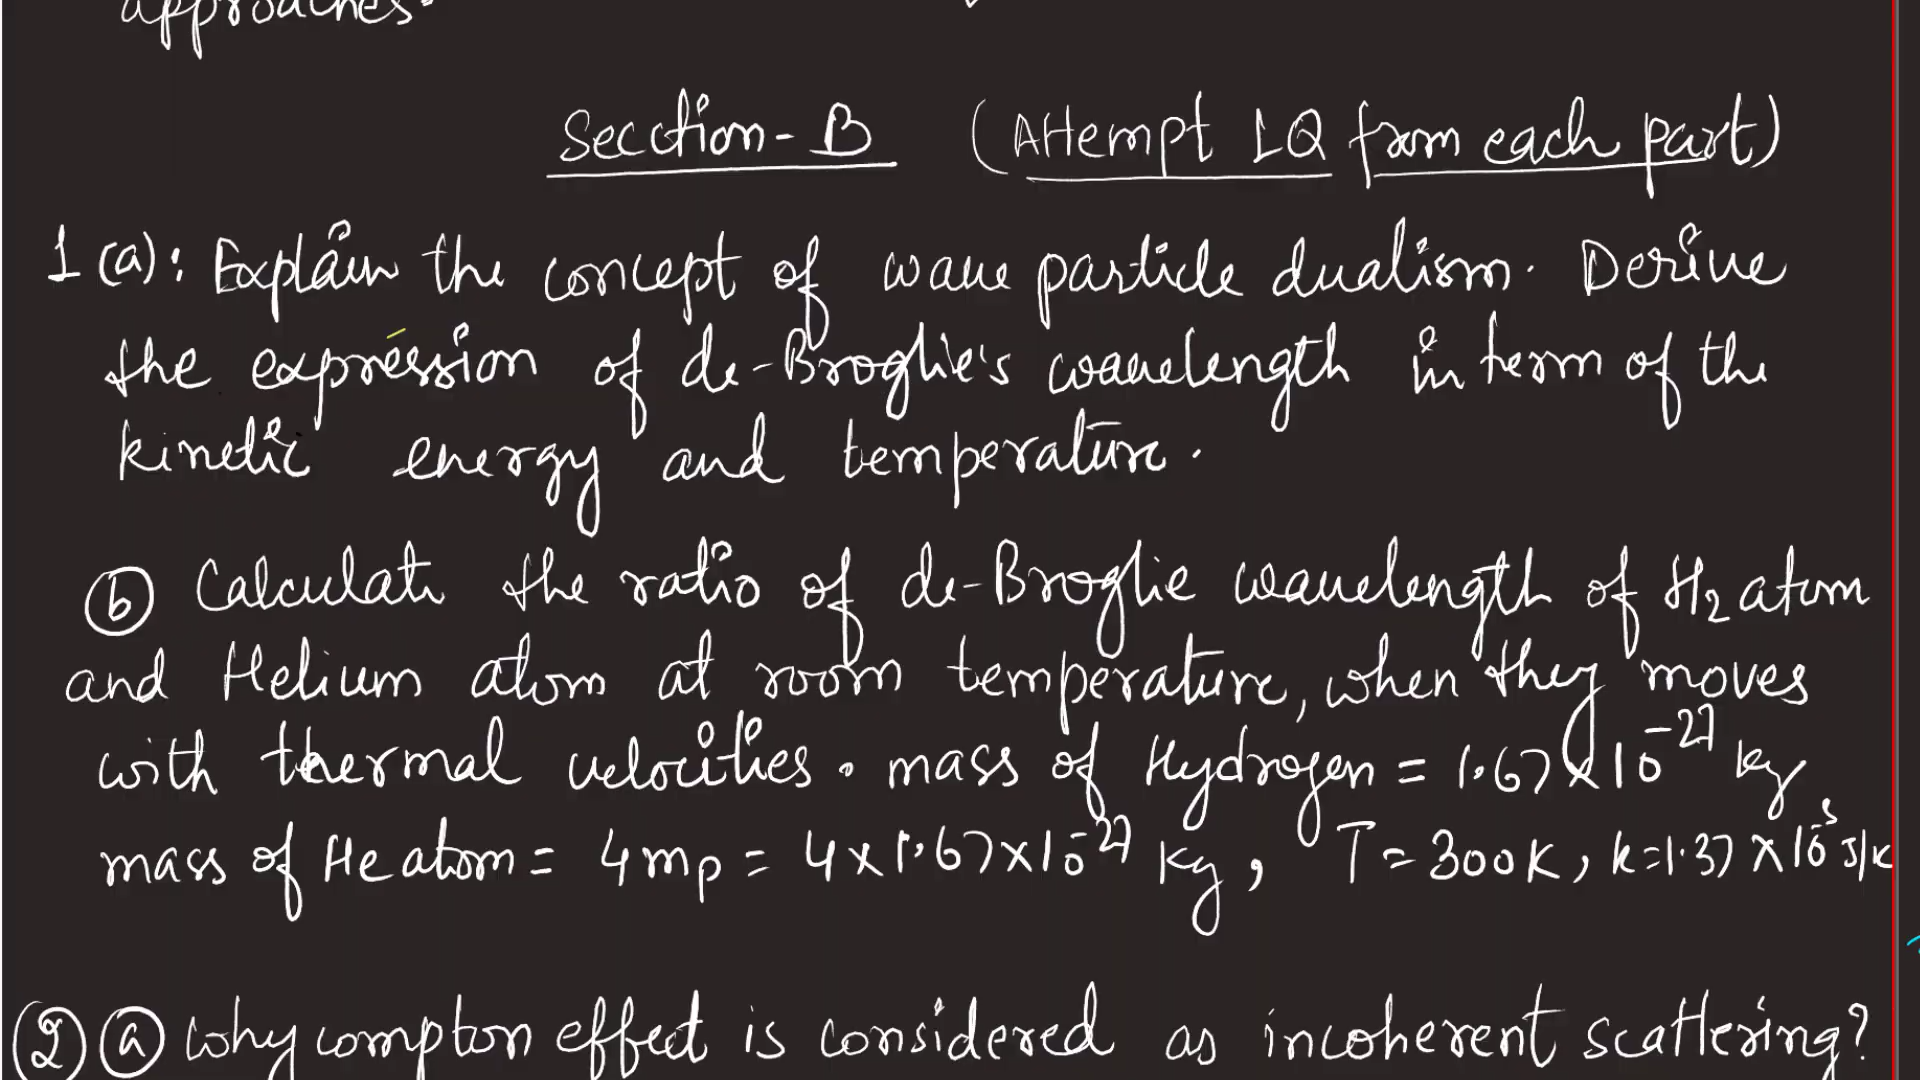 approaches.
Secction-B (Attempt 1Q from each part)
1(a): Explain the concept of wave particle dualism. Derive
the expression of de-Broglie's wavelength in term of the
kinetic energy and temperature.
(b) Calculate the ratio of de-Broglie wavelength of H₂ atom
and Helium atom at room temperature, when they moves
with thermal velocities. mass of Hydrogen = 1.67×10⁻²⁷ kg
mass of He atom = 4mp = 4×1.67×10⁻²⁷ kg, T = 300K, k=1.37 × J/K
(2) (a) Why compton effect is considered as incoherent scattering?